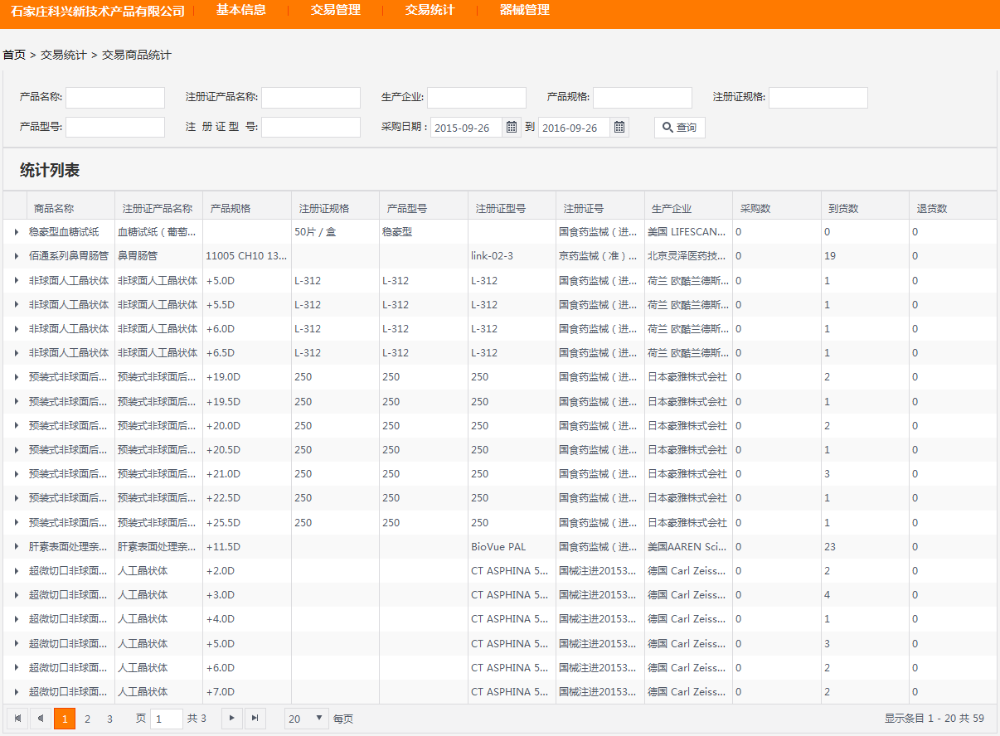 石家庄科兴新技术产品有限公司 基本信息 交易管理 交易统计 器械管理
首页 > 交易统计 > 交易商品统计
产品名称: 注册证产品名称: 生产企业: 产品规格: 注册证规格:
产品型号: 注 册 证 型 号: 采购日期 : 2015-09-26 到 2016-09-26 查询
统计列表
商品名称 注册证产品名称 产品规格 注册证规格 产品型号 注册证型号 注册证号 生产企业 采购数 到货数 退货数
稳豪型血糖试纸 血糖试纸（葡萄... 50片 / 盒 稳豪型 国食药监械（进... 美国 LIFESCAN... 0 0 0
佰通系列鼻胃肠管 鼻胃肠管 11005 CH10 13... link-02-3 京药监械（准）... 北京灵泽医药技... 0 19 0
非球面人工晶状体 非球面人工晶状体 +5.0D L-312 L-312 L-312 国食药监械（进... 荷兰 欧酷兰德斯... 0 1 0
非球面人工晶状体 非球面人工晶状体 +5.5D L-312 L-312 L-312 国食药监械（进... 荷兰 欧酷兰德斯... 0 1 0
非球面人工晶状体 非球面人工晶状体 +6.0D L-312 L-312 L-312 国食药监械（进... 荷兰 欧酷兰德斯... 0 1 0
非球面人工晶状体 非球面人工晶状体 +6.5D L-312 L-312 L-312 国食药监械（进... 荷兰 欧酷兰德斯... 0 1 0
预装式非球面后... 预装式非球面后... +19.0D 250 250 250 国食药监械（进... 日本豪雅株式会社 0 2 0
预装式非球面后... 预装式非球面后... +19.5D 250 250 250 国食药监械（进... 日本豪雅株式会社 0 1 0
预装式非球面后... 预装式非球面后... +20.0D 250 250 250 国食药监械（进... 日本豪雅株式会社 0 2 0
预装式非球面后... 预装式非球面后... +20.5D 250 250 250 国食药监械（进... 日本豪雅株式会社 0 1 0
预装式非球面后... 预装式非球面后... +21.0D 250 250 250 国食药监械（进... 日本豪雅株式会社 0 3 0
预装式非球面后... 预装式非球面后... +22.5D 250 250 250 国食药监械（进... 日本豪雅株式会社 0 1 0
预装式非球面后... 预装式非球面后... +25.5D 250 250 250 国食药监械（进... 日本豪雅株式会社 0 1 0
肝素表面处理亲... 肝素表面处理亲... +11.5D BioVue PAL 国食药监械（进... 美国AAREN Sci... 0 23 0
超微切口非球面... 人工晶状体 +2.0D CT ASPHINA 5... 国械注进20153... 德国 Carl Zeiss... 0 2 0
超微切口非球面... 人工晶状体 +3.0D CT ASPHINA 5... 国械注进20153... 德国 Carl Zeiss... 0 4 0
超微切口非球面... 人工晶状体 +4.0D CT ASPHINA 5... 国械注进20153... 德国 Carl Zeiss... 0 1 0
超微切口非球面... 人工晶状体 +5.0D CT ASPHINA 5... 国械注进20153... 德国 Carl Zeiss... 0 3 0
超微切口非球面... 人工晶状体 +6.0D CT ASPHINA 5... 国械注进20153... 德国 Carl Zeiss... 0 2 0
超微切口非球面... 人工晶状体 +7.0D CT ASPHINA 5... 国械注进20153... 德国 Carl Zeiss... 0 2 0
1 2 3 页 1 共 3 20 每页 显示条目 1 - 20 共 59